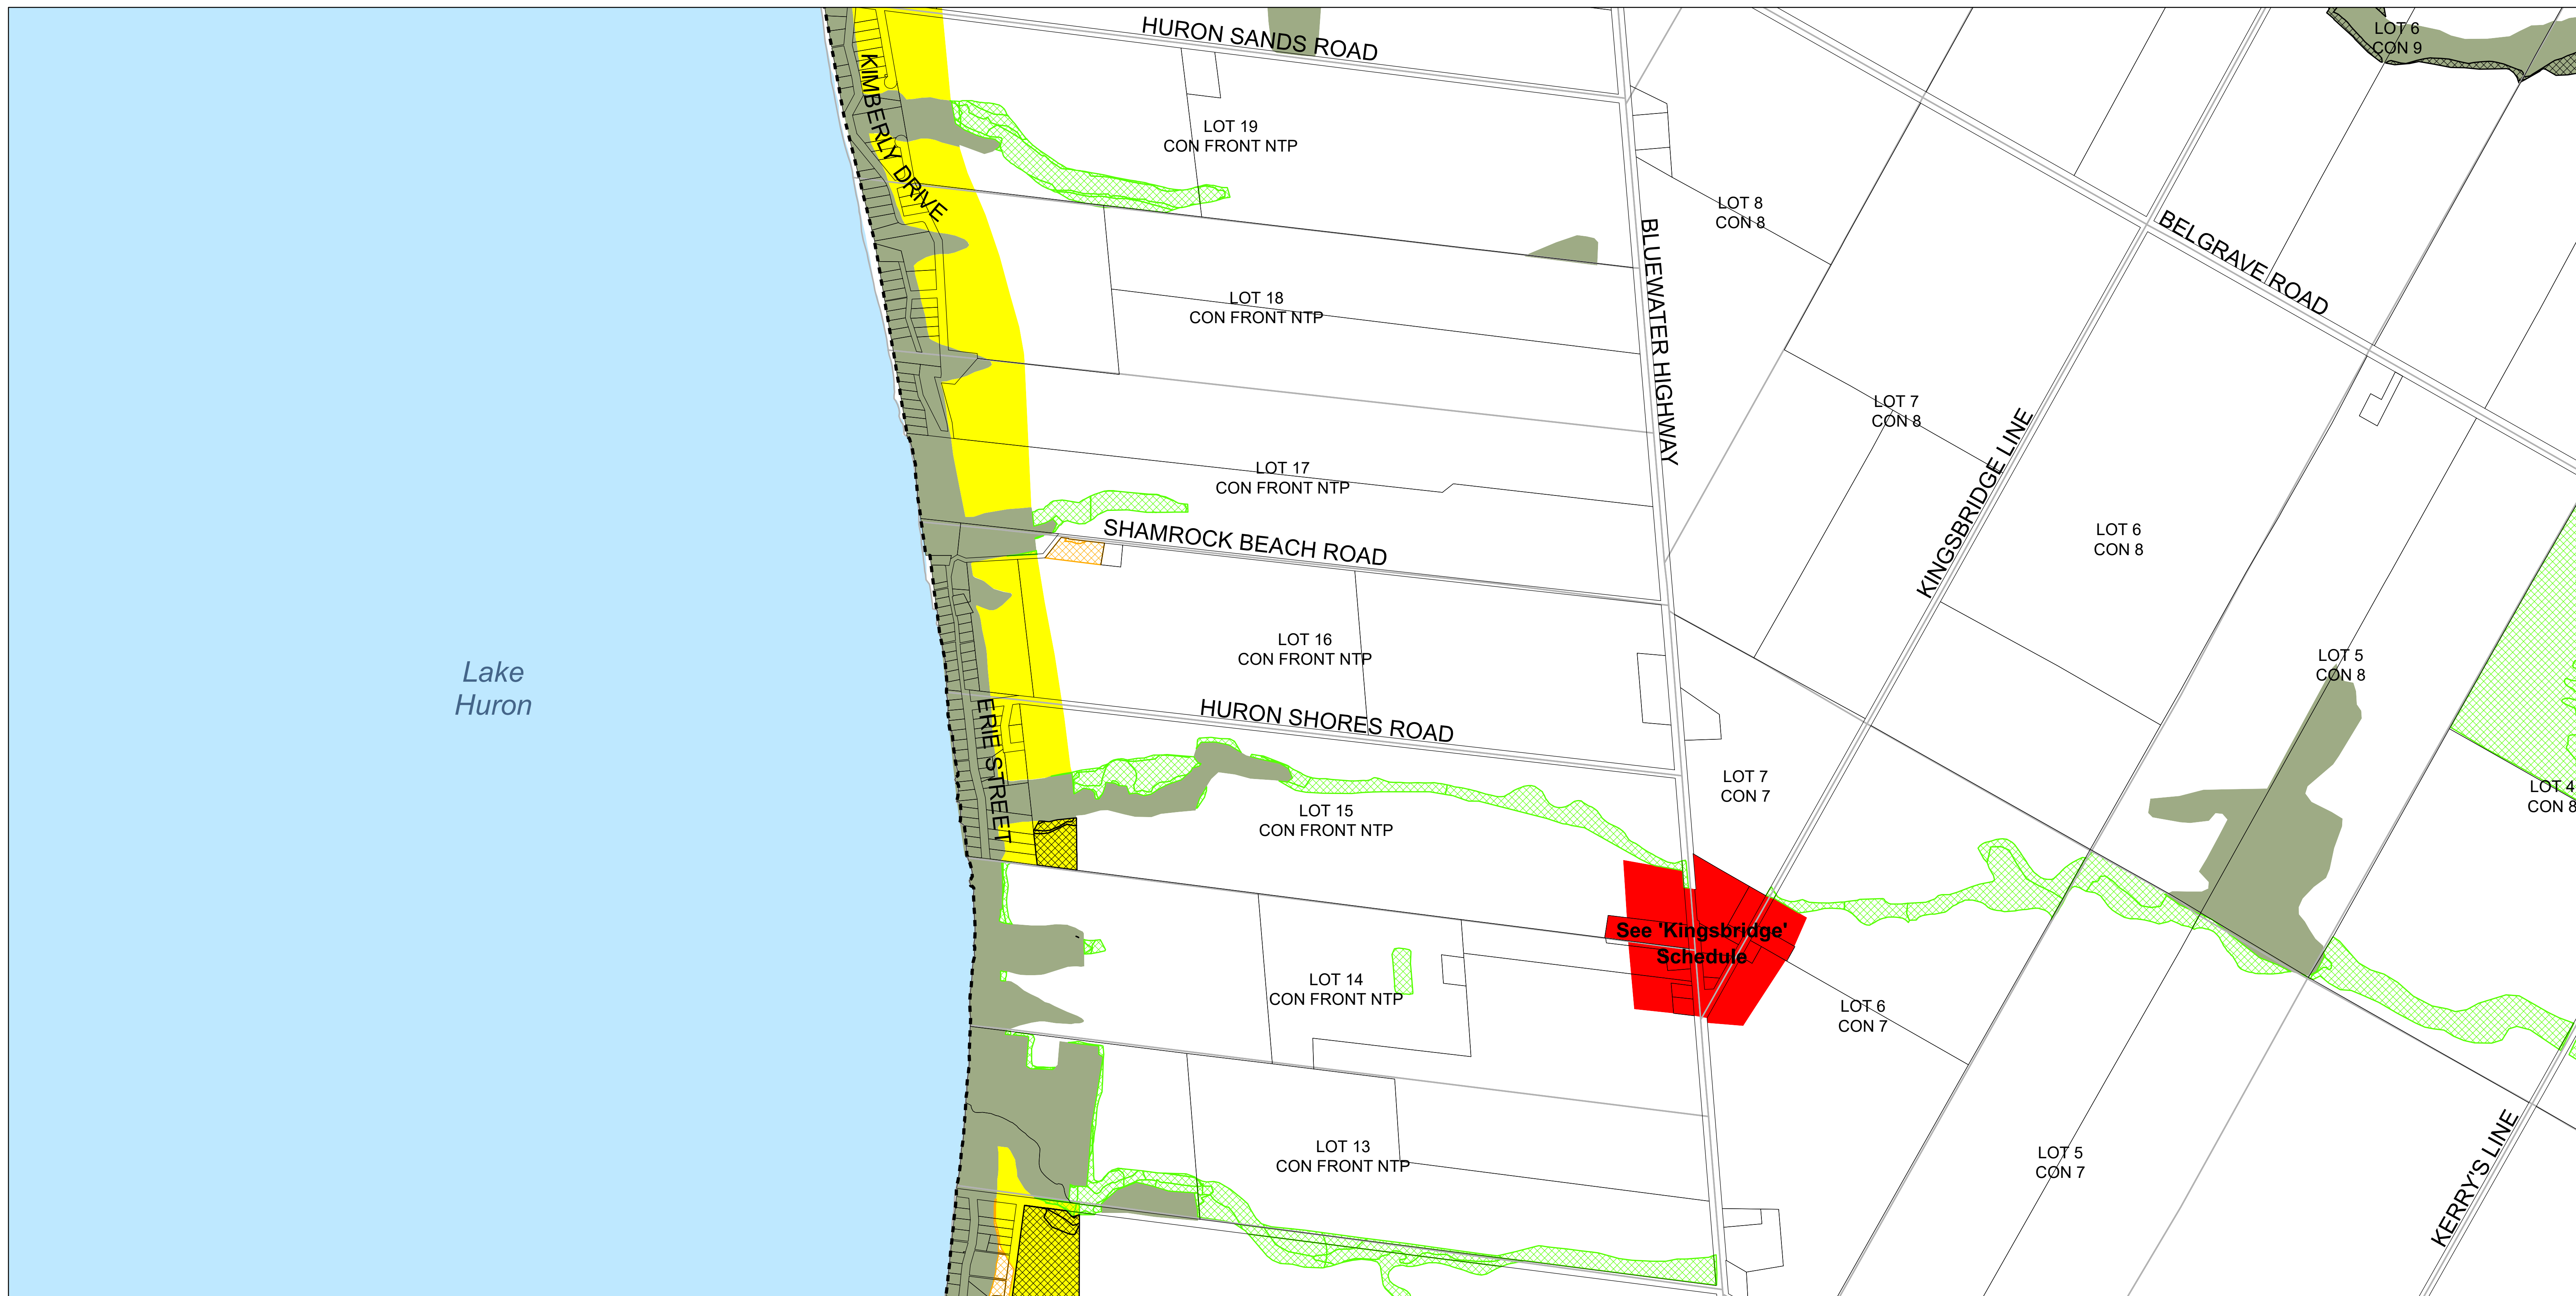 HURON SANDS ROAD
LOT 6
CON 9
KIMBERLY DRIVE
LOT 19
CON FRONT NTP
LOT 8
CON 8
BELGRAVE ROAD
BLUEWATER HIGHWAY
LOT 18
CON FRONT NTP
LOT 7
CON 8
KINGSBRIDGE LINE
LOT 17
CON FRONT NTP
SHAMROCK BEACH ROAD
LOT 6
CON 8
LOT 16
CON FRONT NTP
LOT 5
CON 8
Lake
Huron
HURON SHORES ROAD
ERIE STREET
LOT 7
CON 7
LOT 4
CON 8
LOT 15
CON FRONT NTP
See 'Kingsbridge'
Schedule
LOT 14
CON FRONT NTP
LOT 6
CON 7
LOT 13
CON FRONT NTP
LOT 5
CON 7
KERRY'S LINE